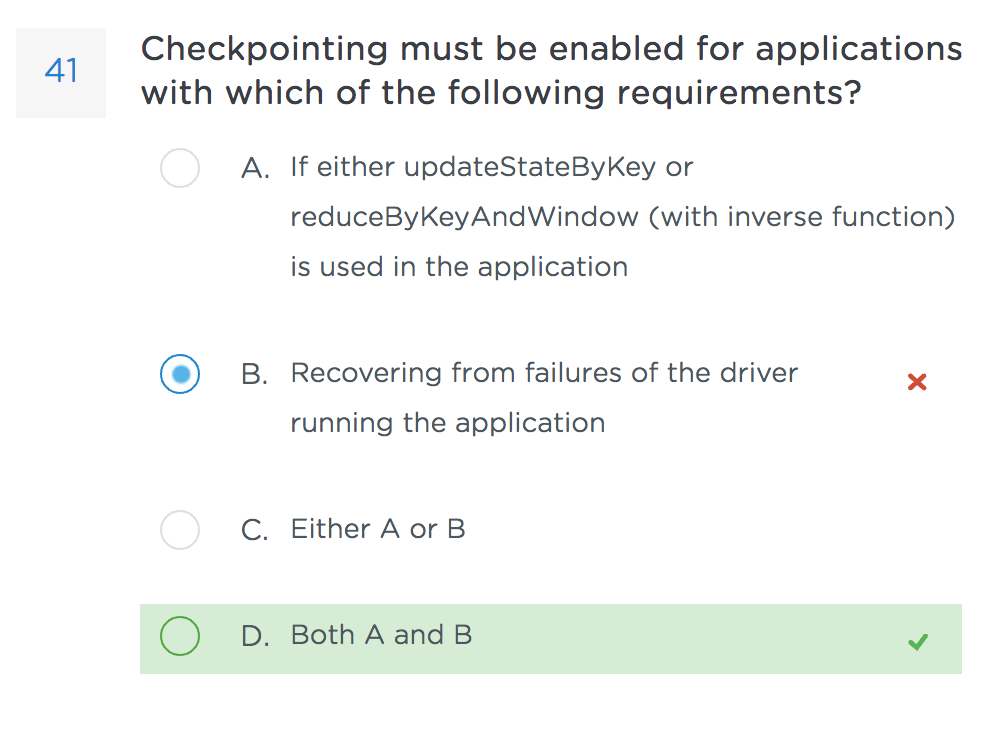 41
Checkpointing must be enabled for applications
with which of the following requirements?
A. If either updateStateByKey or
reduceByKeyAndWindow (with inverse function)
is used in the application
B. Recovering from failures of the driver
running the application
C. Either A or B
D. Both A and B